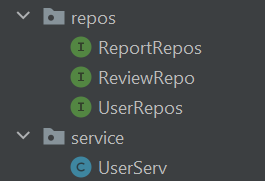 repos
I ReportRepos
I ReviewRepo
I UserRepos
service
C UserServ